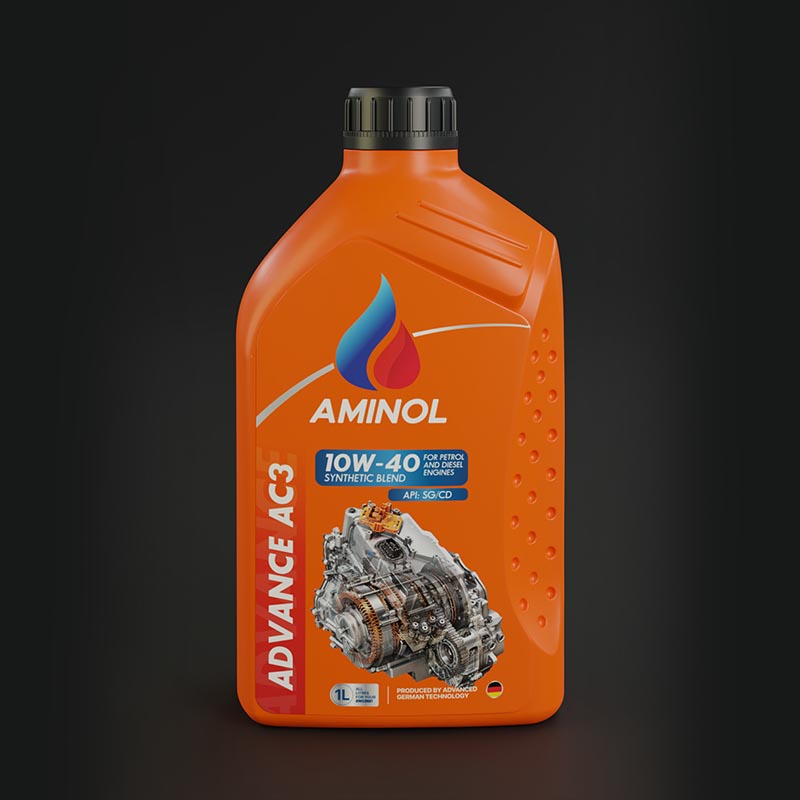 AMINOL
10W-40
FOR PETROL
AND DIESEL
ENGINES
SYNTHETIC BLEND
API: SG/CD
ADVANCE AC3
1L
PRODUCED BY ADVANCED
GERMAN TECHNOLOGY